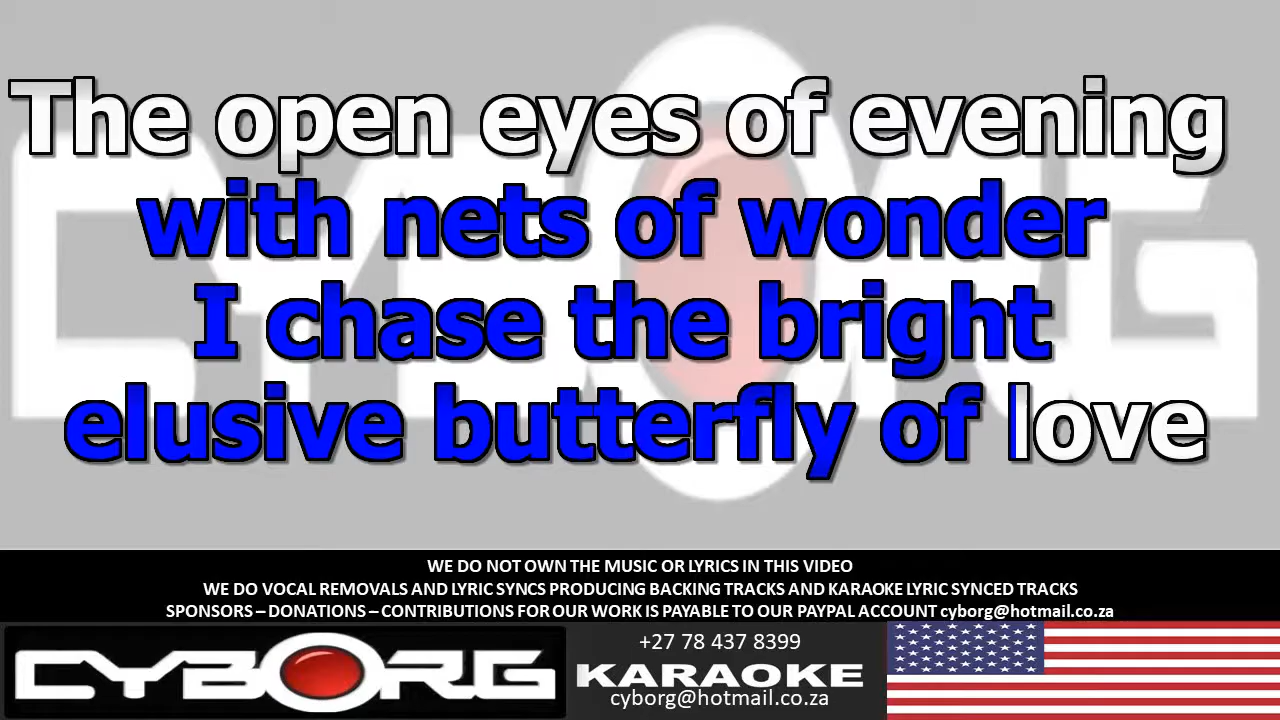 The open eyes of evening
with nets of wonder
I chase the bright
elusive butterfly of love
WE DO NOT OWN THE MUSIC OR LYRICS IN THIS VIDEO
WE DO VOCAL REMOVALS AND LYRIC SYNCS PRODUCING BACKING TRACKS AND KARAOKE LYRIC SYNCED TRACKS
SPONSORS – DONATIONS – CONTRIBUTIONS FOR OUR WORK IS PAYABLE TO OUR PAYPAL ACCOUNT cyborg@hotmail.co.za
CYBORG
+27 78 437 8399
KARAOKE
cyborg@hotmail.co.za